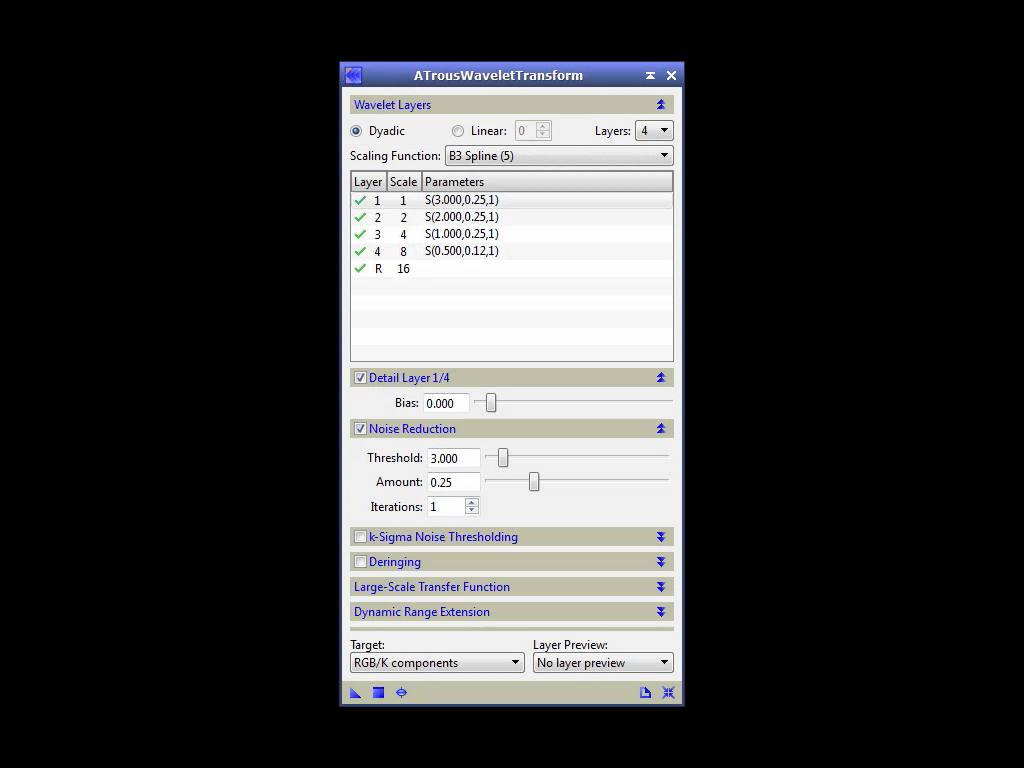 ATrousWaveletTransform
Wavelet Layers
Dyadic Linear: 0 Layers: 4
Scaling Function: B3 Spline (5)
Layer Scale Parameters
1 1 S(3.000,0.25,1)
2 2 S(2.000,0.25,1)
3 4 S(1.000,0.25,1)
4 8 S(0.500,0.12,1)
R 16
Detail Layer 1/4
Bias: 0.000
Noise Reduction
Threshold: 3.000
Amount: 0.25
Iterations: 1
k-Sigma Noise Thresholding
Deringing
Large-Scale Transfer Function
Dynamic Range Extension
Target: Layer Preview:
RGB/K components No layer preview